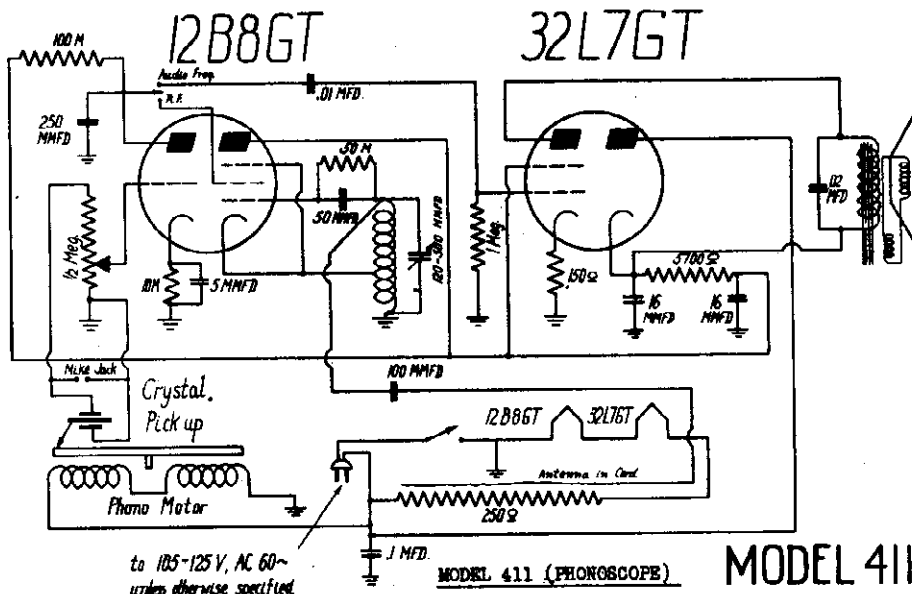 12B8GT
32L7GT
100 M
Audio Freq.
R.F.
.01 MFD.
250
MMFD
.50 M
.50 MMFD
120-300 MMFD
1 Meg.
.02
MFD
1/2 Meg.
10M
.5 MMFD
150Ω
3700Ω
16
MMFD
16
MMFD
Mike Jack
100 MMFD
Crystal.
Pick up
12B8GT
32L7GT
Antenna in Cord
Phono Motor
250Ω
.1 MFD.
to 105-125 V, AC 60~
unless otherwise specified
MODEL 411 (PHONOSCOPE)
MODEL 411